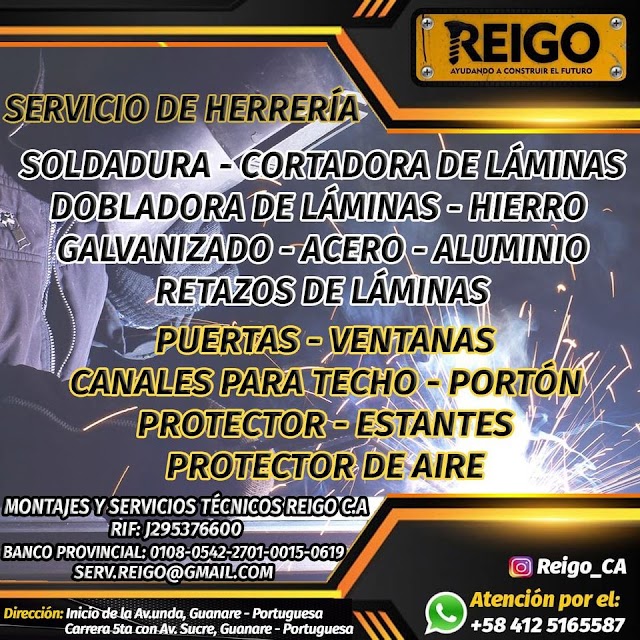 REIGO
AYUDANDO A CONSTRUIR EL FUTURO
SERVICIO DE HERRERÍA
SOLDADURA - CORTADORA DE LÁMINAS
DOBLADORA DE LÁMINAS - HIERRO
GALVANIZADO - ACERO - ALUMINIO
RETAZOS DE LÁMINAS
PUERTAS - VENTANAS
CANALES PARA TECHO - PORTÓN
PROTECTOR - ESTANTES
PROTECTOR DE AIRE
MONTAJES Y SERVICIOS TÉCNICOS REIGO C.A
RIF: J295376600
BANCO PROVINCIAL: 0108-0542-2701-0015-0619
SERV.REIGO@GMAIL.COM
Dirección: Inicio de la Av.unda, Guanare - Portuguesa
Carrera 5ta con Av. Sucre, Guanare - Portuguesa
Reigo_CA
Atención por el:
+58 412 5165587